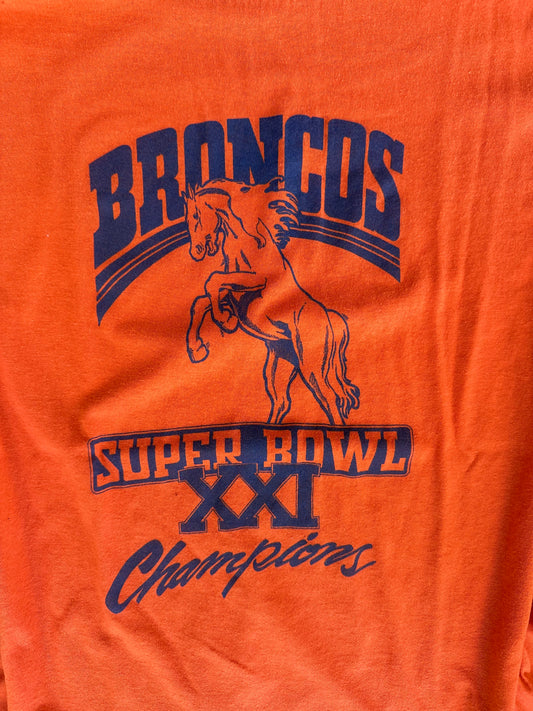 BRONCOS
SUPER BOWL
XXI
Champions